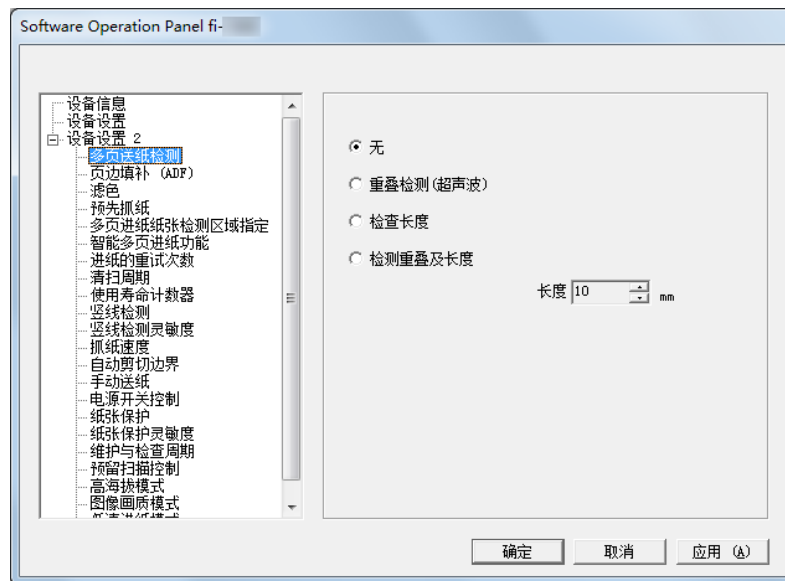 Software Operation Panel fi-
设备信息
设备设置
设备设置 2
多页送纸检测
页边填补 (ADF)
滤色
预先抓纸
多页进纸纸张检测区域指定
智能多页进纸功能
进纸的重试次数
清扫周期
使用寿命计数器
竖线检测
竖线检测灵敏度
抓纸速度
自动剪切边界
手动送纸
电源开关控制
纸张保护
纸张保护灵敏度
维护与检查周期
预留扫描控制
高海拔模式
图像画质模式
无
重叠检测(超声波)
检查长度
检测重叠及长度
长度 10 mm
确定 取消 应用 (A)